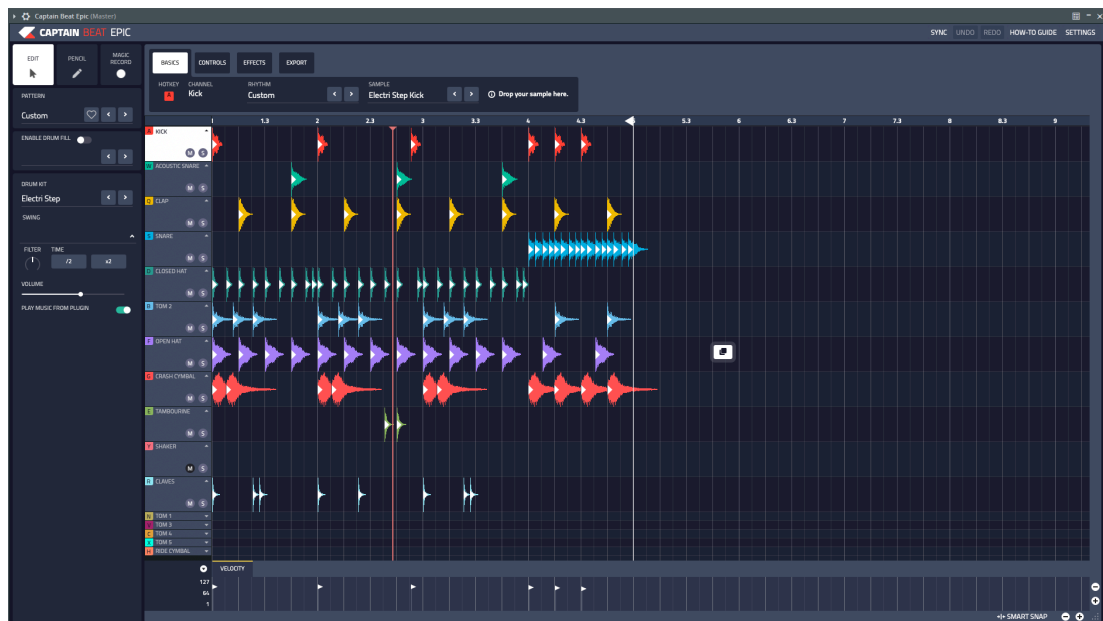 Captain Beat Epic (Master)
CAPTAIN BEAT EPIC
SYNC UNDO REDO HOW-TO GUIDE SETTINGS
EDIT PENCIL MAGIC RECORD
BASICS CONTROLS EFFECTS EXPORT
HOTKEY CHANNEL RHYTHM SAMPLE
A Kick Custom Electri Step Kick Drop your sample here.
PATTERN
Custom
ENABLE DRUM FILL
DRUM KIT
Electri Step
SWING
FILTER TIME
/2 x2
VOLUME
PLAY MUSIC FROM PLUGIN
1 1.3 2 2.3 3 3.3 4 4.3 5.3 6 6.3 7 7.3 8 8.3 9
A KICK
M S
W ACOUSTIC SNARE
M S
Q CLAP
M S
S SNARE
M S
D CLOSED HAT
M S
TOM 2
M S
F OPEN HAT
M S
G CRASH CYMBAL
M S
E TAMBOURINE
M S
Y SHAKER
M S
R CLAVES
M S
N TOM 1
TOM 3
C TOM 4
X TOM 5
H RIDE CYMBAL
VELOCITY
127
64
1
SMART SNAP